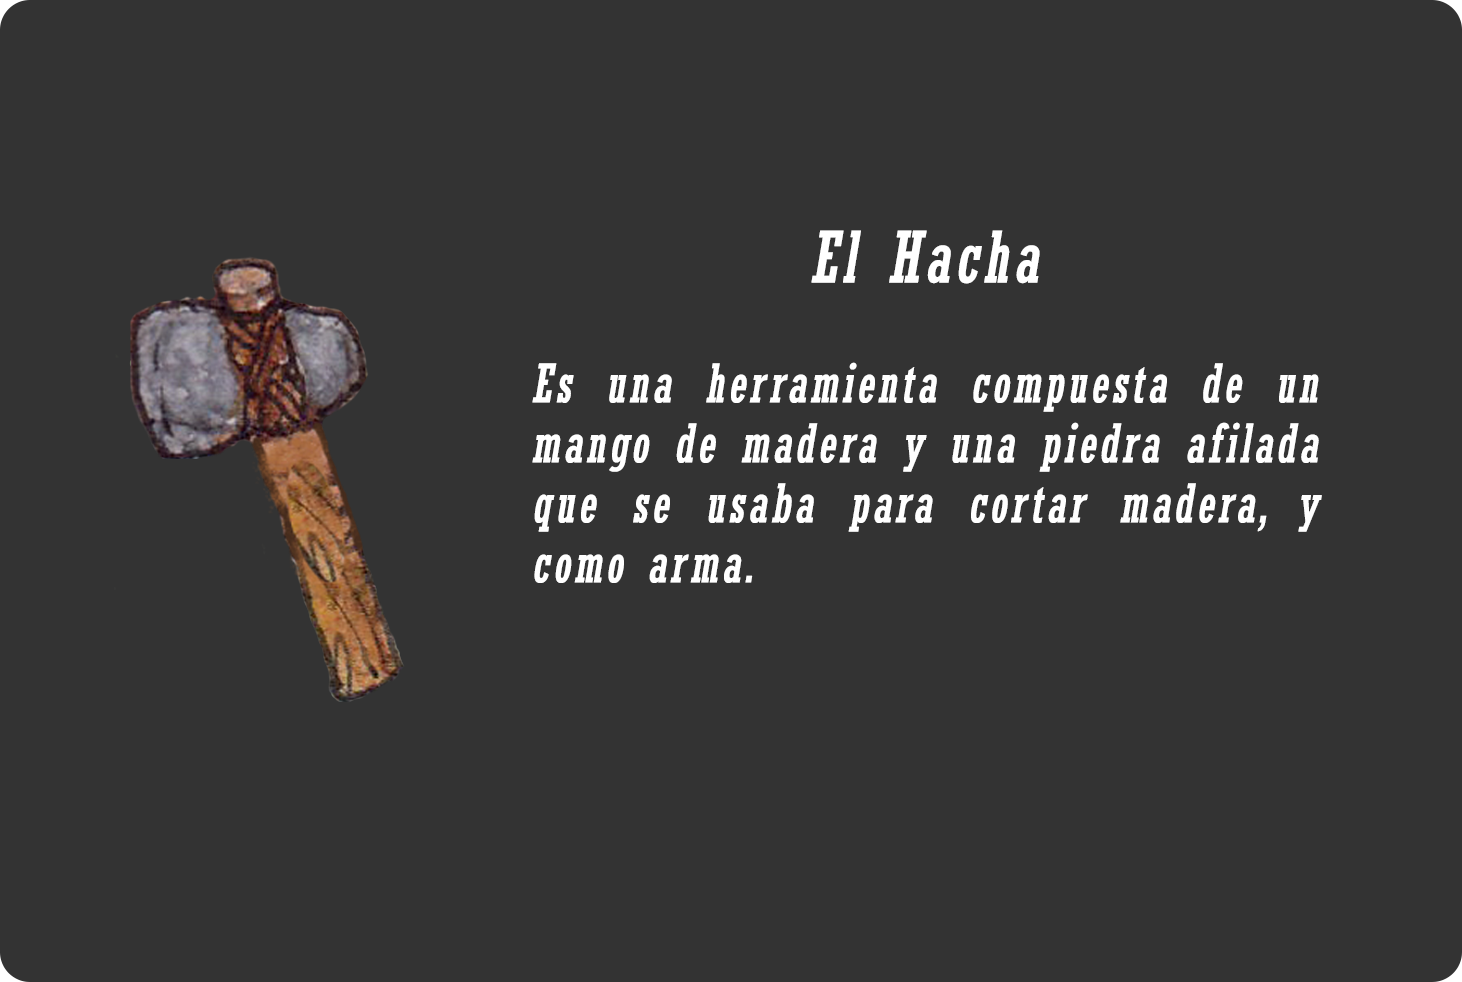 El Hacha
Es una herramienta compuesta de un
mango de madera y una piedra afilada
que se usaba para cortar madera, y
como arma.